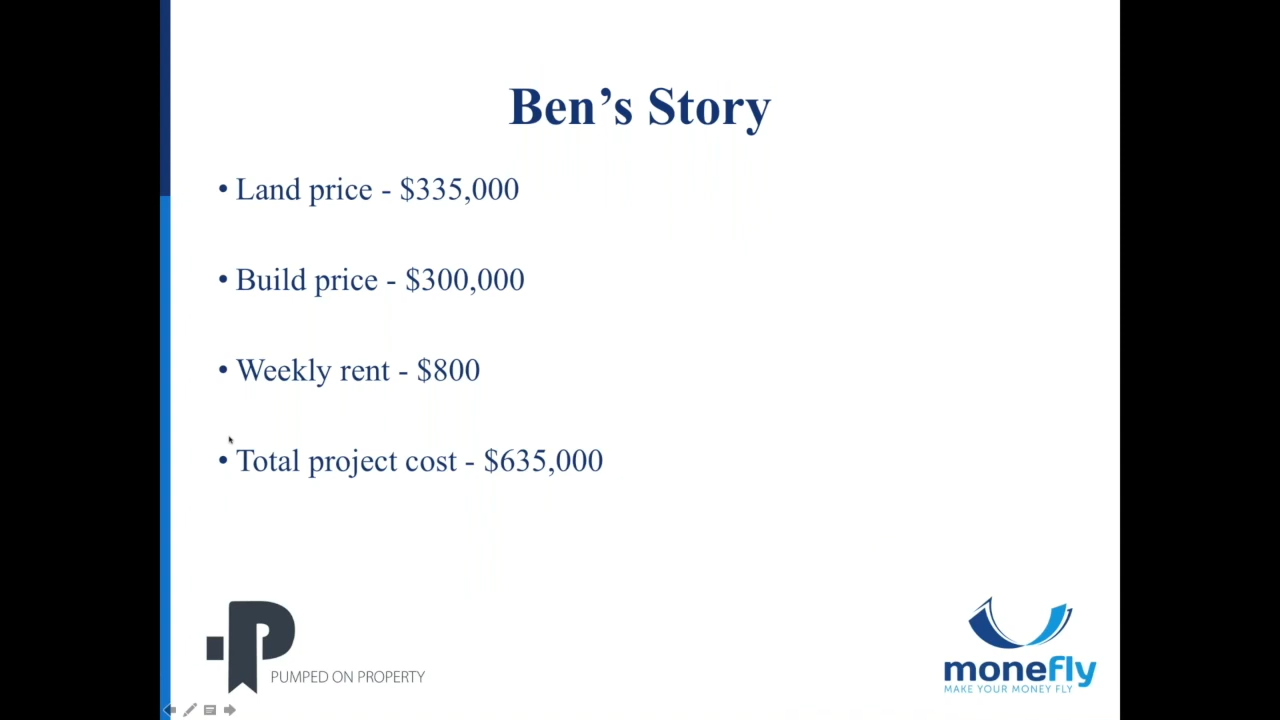 Ben’s Story
• Land price - $335,000
• Build price - $300,000
• Weekly rent - $800
• Total project cost - $635,000
P
PUMPED ON PROPERTY
monefly
MAKE YOUR MONEY FLY